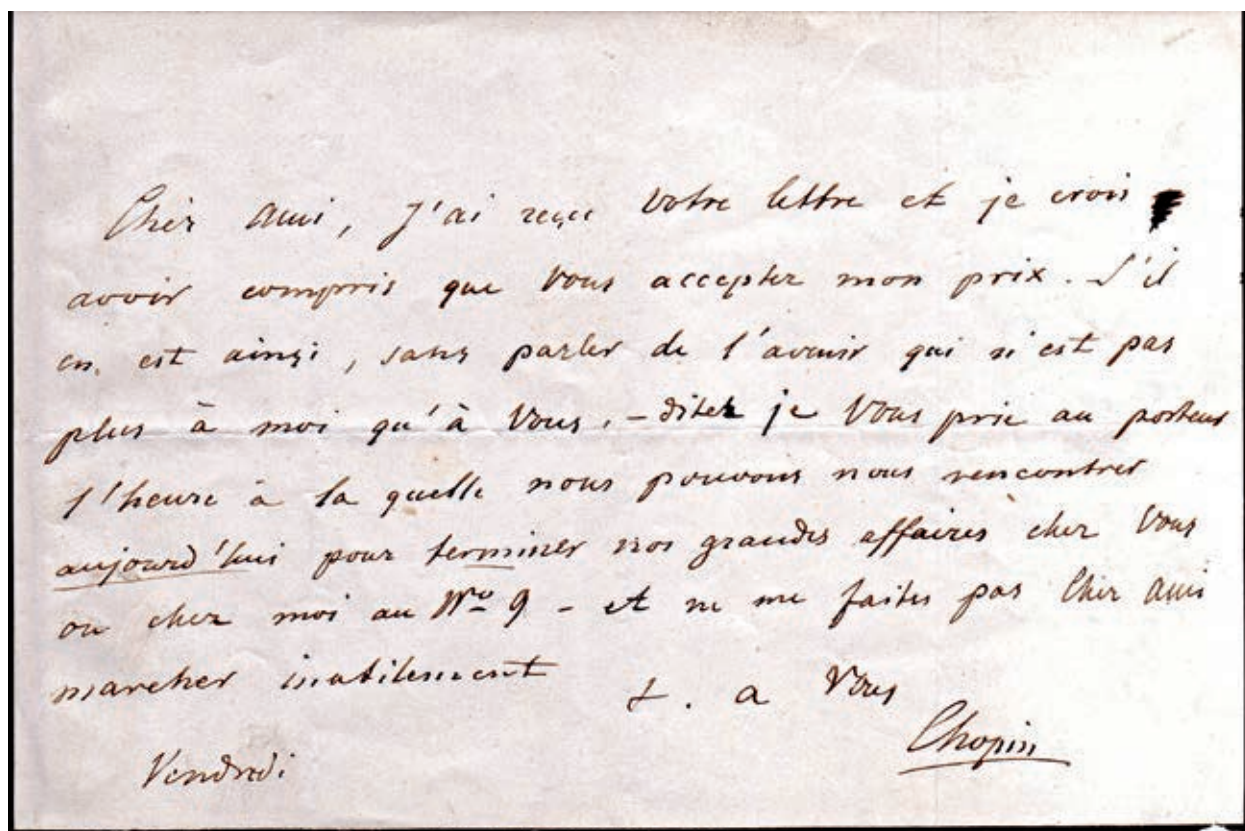 Cher Ami, J'ai reçu Votre lettre et je crois
avoir compris que Vous acceptez mon prix. S'il
en est ainsi, sans parler de l'avenir qui n'est pas
plus à moi qu'à Vous, – dites je Vous prie au porteur
l'heure à la quelle nous pouvons nous rencontrer
aujourd'hui pour terminer nos grandes affaires chez Vous
ou chez moi au No 9 – et ne me faites pas Cher Ami
marcher inutilement
t. a Vous
Chopin
Vendredi